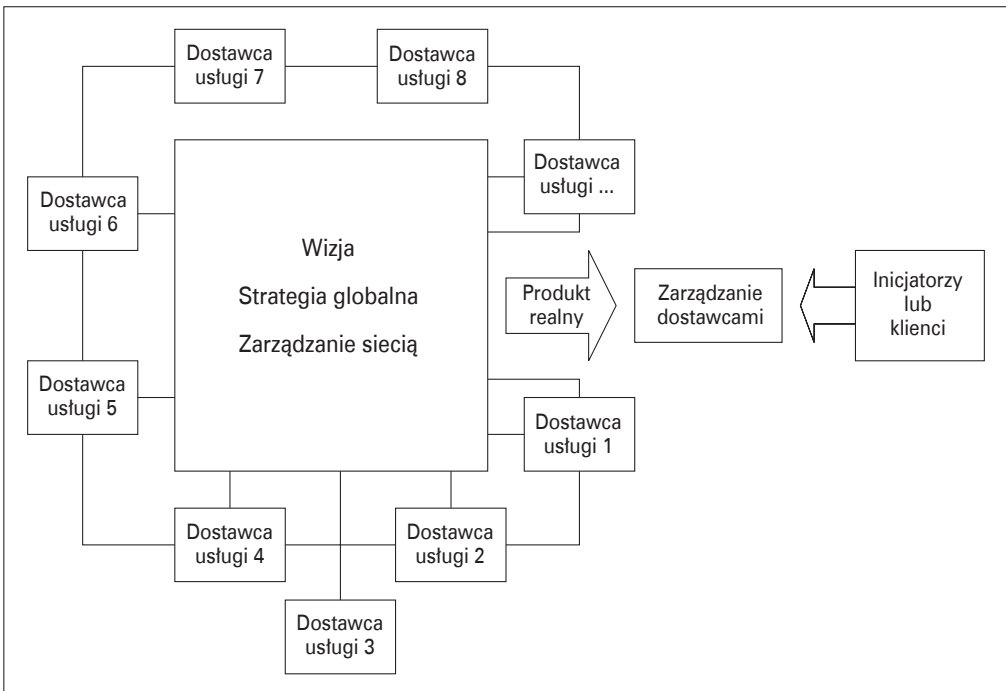 Dostawca
usługi 7
Dostawca
usługi 8
Dostawca
usługi ...
Dostawca
usługi 6
Wizja
Strategia globalna
Zarządzanie siecią
Produkt
realny
Zarządzanie
dostawcami
Inicjatorzy
lub
klienci
Dostawca
usługi 5
Dostawca
usługi 1
Dostawca
usługi 4
Dostawca
usługi 2
Dostawca
usługi 3